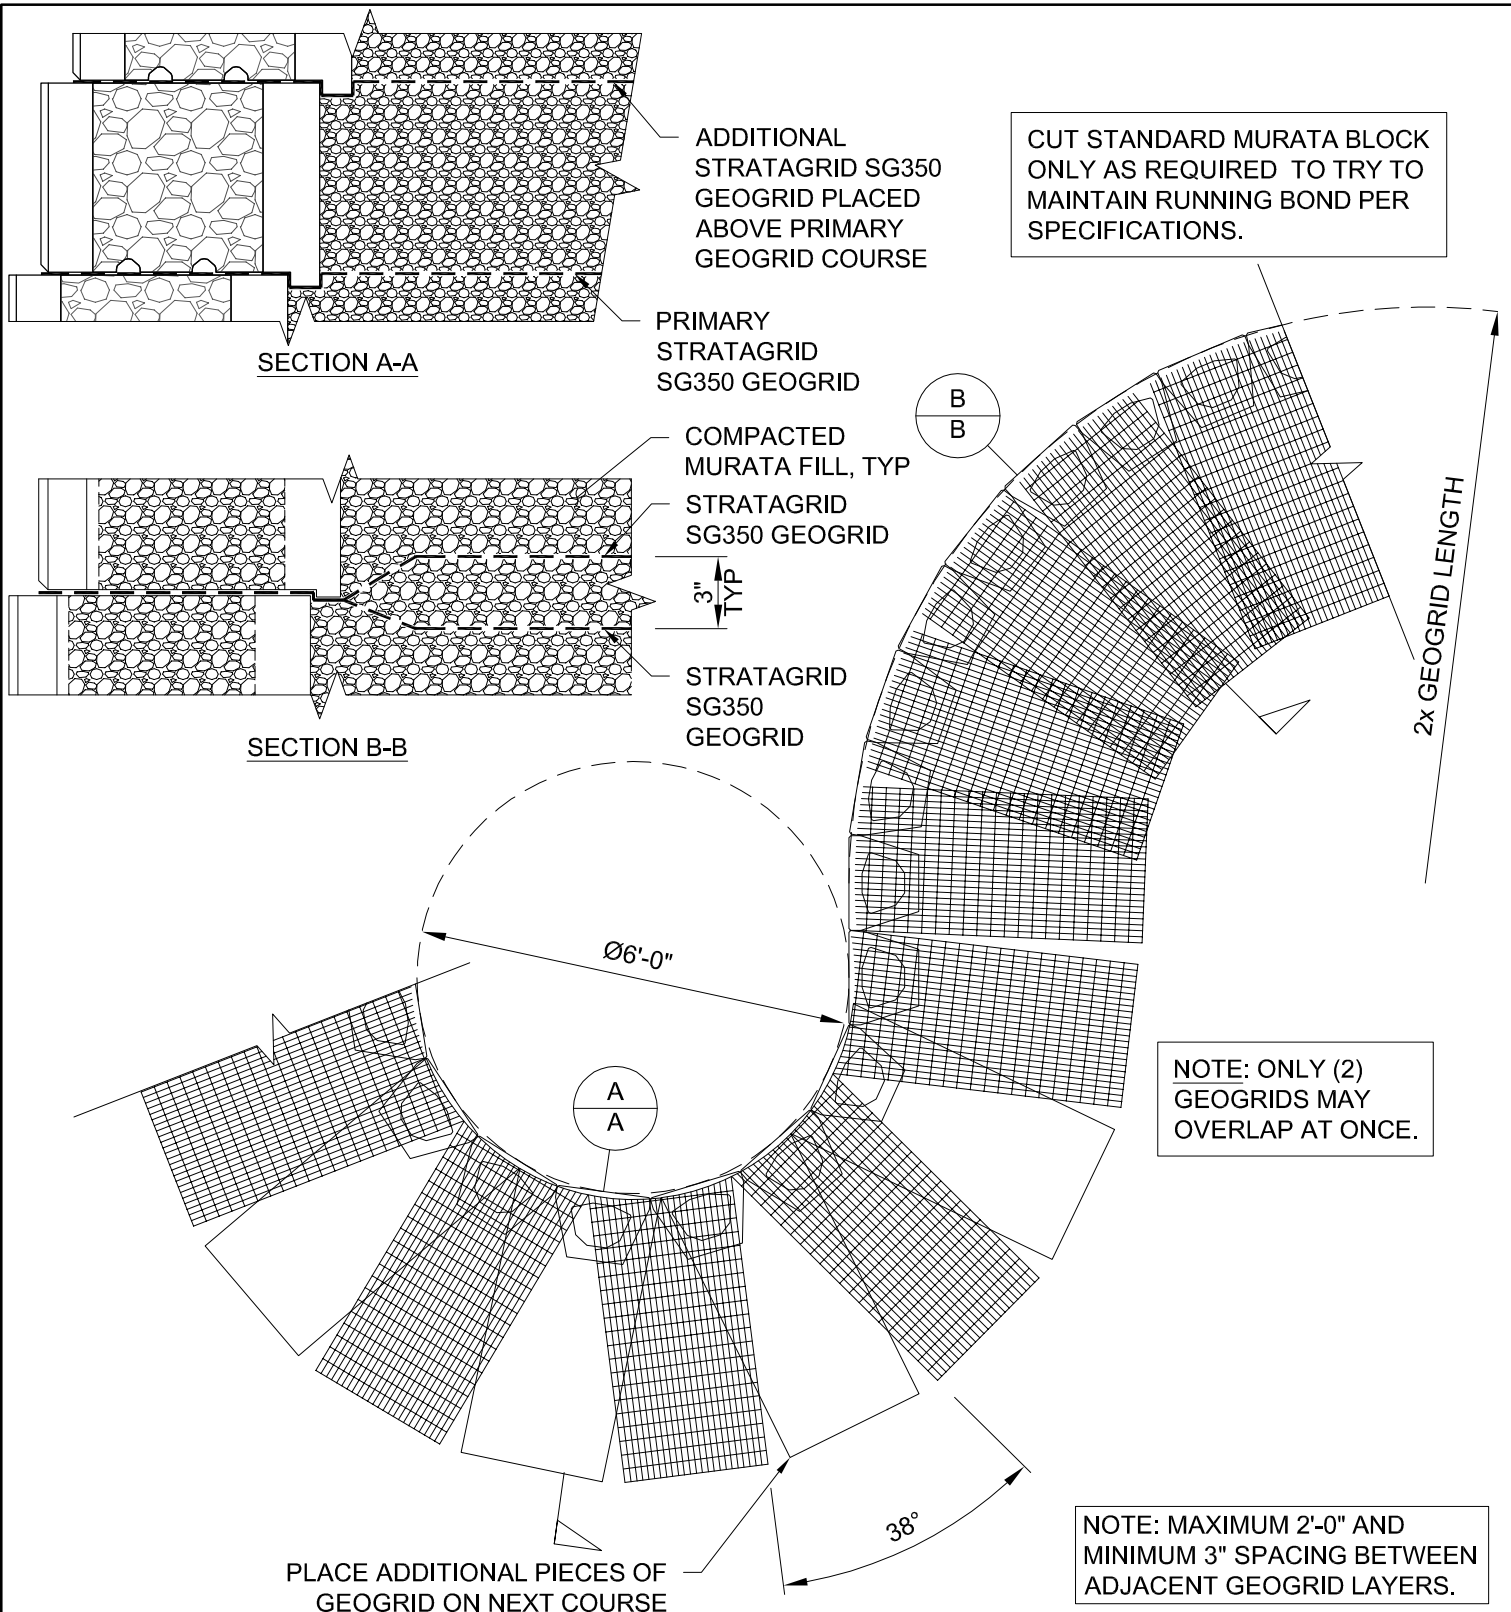 ADDITIONAL
STRATAGRID SG350
GEOGRID PLACED
ABOVE PRIMARY
GEOGRID COURSE
PRIMARY
STRATAGRID
SG350 GEOGRID
SECTION A-A
CUT STANDARD MURATA BLOCK
ONLY AS REQUIRED TO TRY TO
MAINTAIN RUNNING BOND PER
SPECIFICATIONS.
B
B
COMPACTED
MURATA FILL, TYP
STRATAGRID
SG350 GEOGRID
3"
TYP
STRATAGRID
SG350
GEOGRID
SECTION B-B
2x GEOGRID LENGTH
Ø6'-0"
A
A
NOTE: ONLY (2)
GEOGRIDS MAY
OVERLAP AT ONCE.
38°
PLACE ADDITIONAL PIECES OF
GEOGRID ON NEXT COURSE
NOTE: MAXIMUM 2'-0" AND
MINIMUM 3" SPACING BETWEEN
ADJACENT GEOGRID LAYERS.